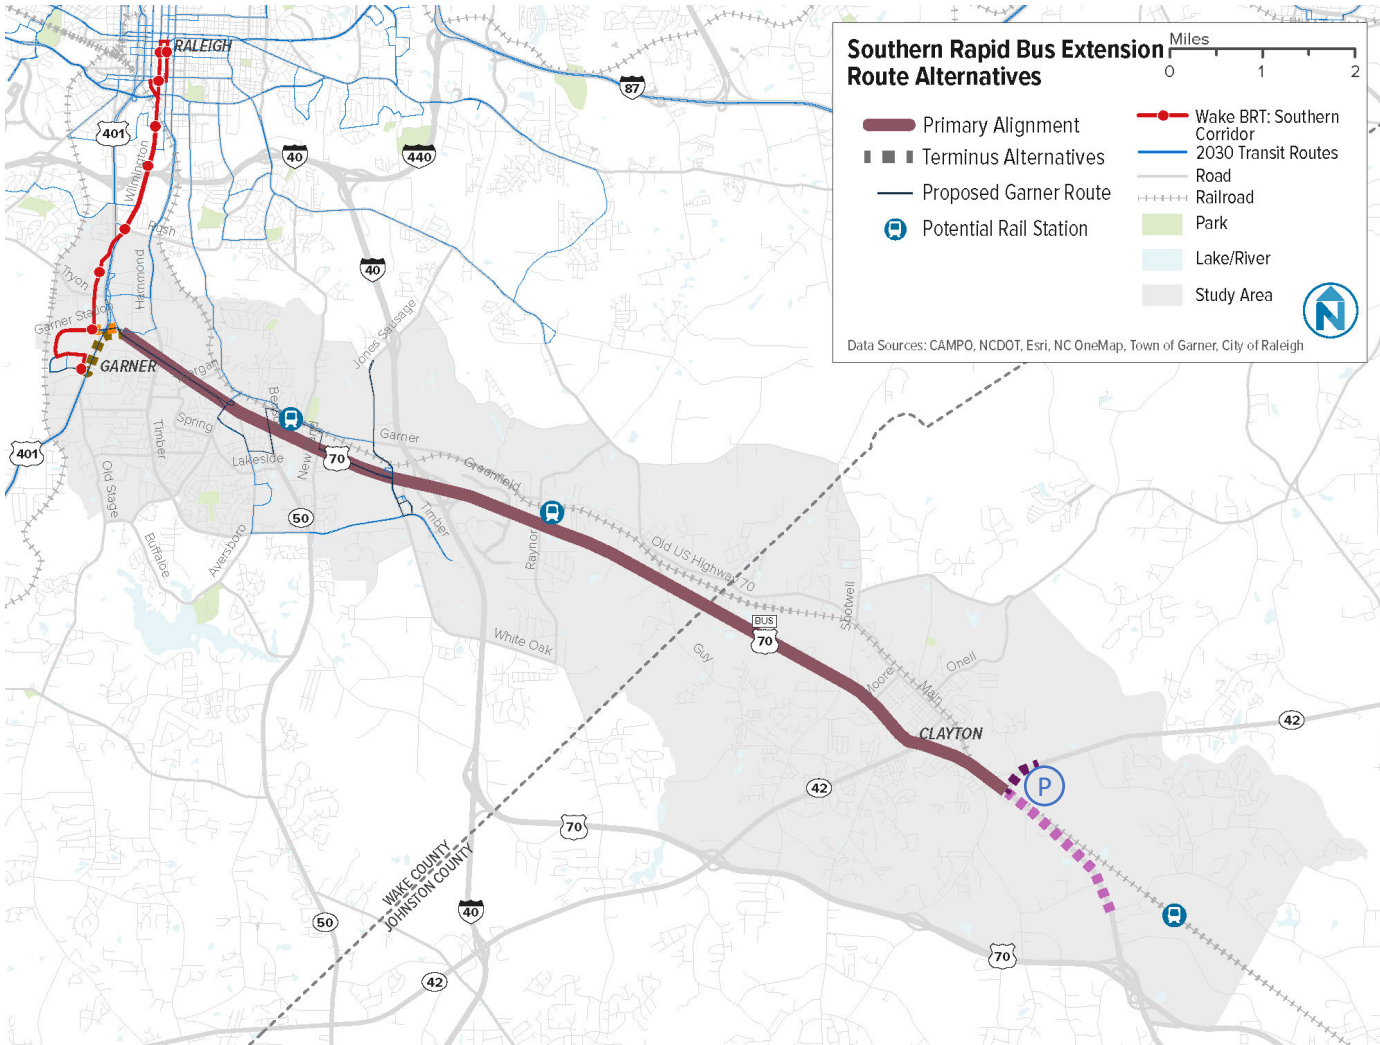 Southern Rapid Bus Extension
Route Alternatives
Miles
0 1 2
Primary Alignment
Terminus Alternatives
Proposed Garner Route
Potential Rail Station
Wake BRT: Southern
Corridor
2030 Transit Routes
Road
Railroad
Park
Lake/River
Study Area
N
Data Sources: CAMPO, NCDOT, Esri, NC OneMap, Town of Garner, City of Raleigh
RALEIGH
87
401
40
440
Wilmington
Rush
40
Tryon
Hammond
Garner Station
Jones Sausage
GARNER
Spring
Timber
Garner
401
Lakeside
70
Greenfield
Old Stage
50
Timber
Raynor
Buffaloe
Aversboro
Old US Highway 70
Shotwell
BUS
70
White Oak
Guy
Moore
Oneil
Main
CLAYTON
42
42
P
70
WAKE COUNTY
JOHNSTON COUNTY
50
40
70
42